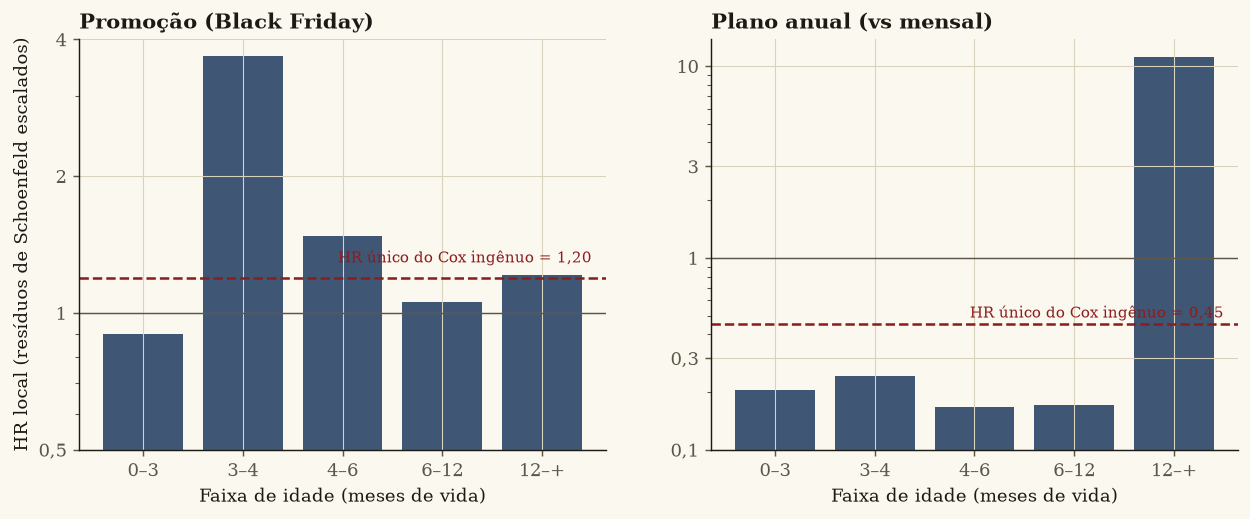 Promoção (Black Friday)
HR local (resíduos de Schoenfeld escalados)
4
2
1
0,5
HR único do Cox ingênuo = 1,20
0–3
3–4
4–6
6–12
12–+
Faixa de idade (meses de vida)
Plano anual (vs mensal)
10
3
1
0,3
0,1
HR único do Cox ingênuo = 0,45
0–3
3–4
4–6
6–12
12–+
Faixa de idade (meses de vida)